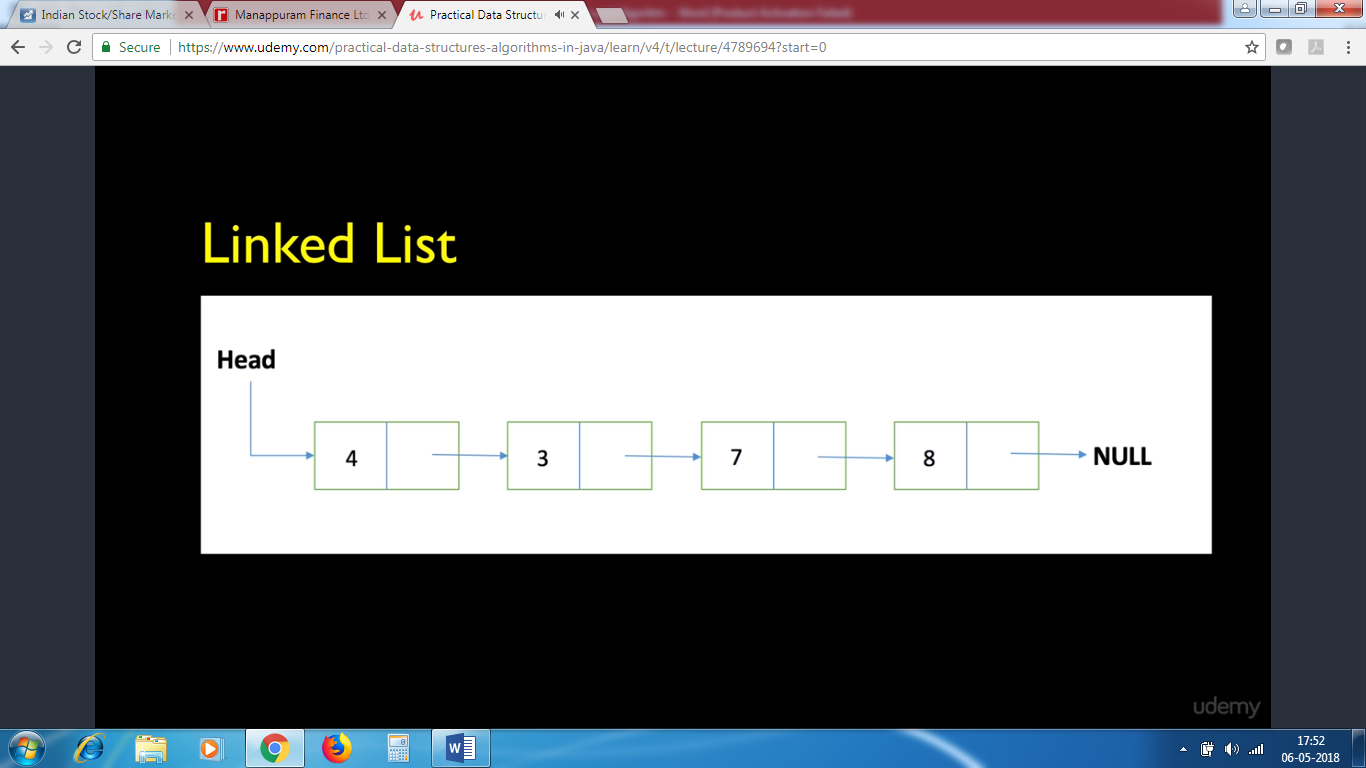 Indian Stock/Share Marke
Manappuram Finance Ltd
Practical Data Structu
Secure
https://www.udemy.com/practical-data-structures-algorithms-in-java/learn/v4/t/lecture/4789694?start=0
Linked List
Head
4 3 7 8 NULL
udemy
17:52
06-05-2018